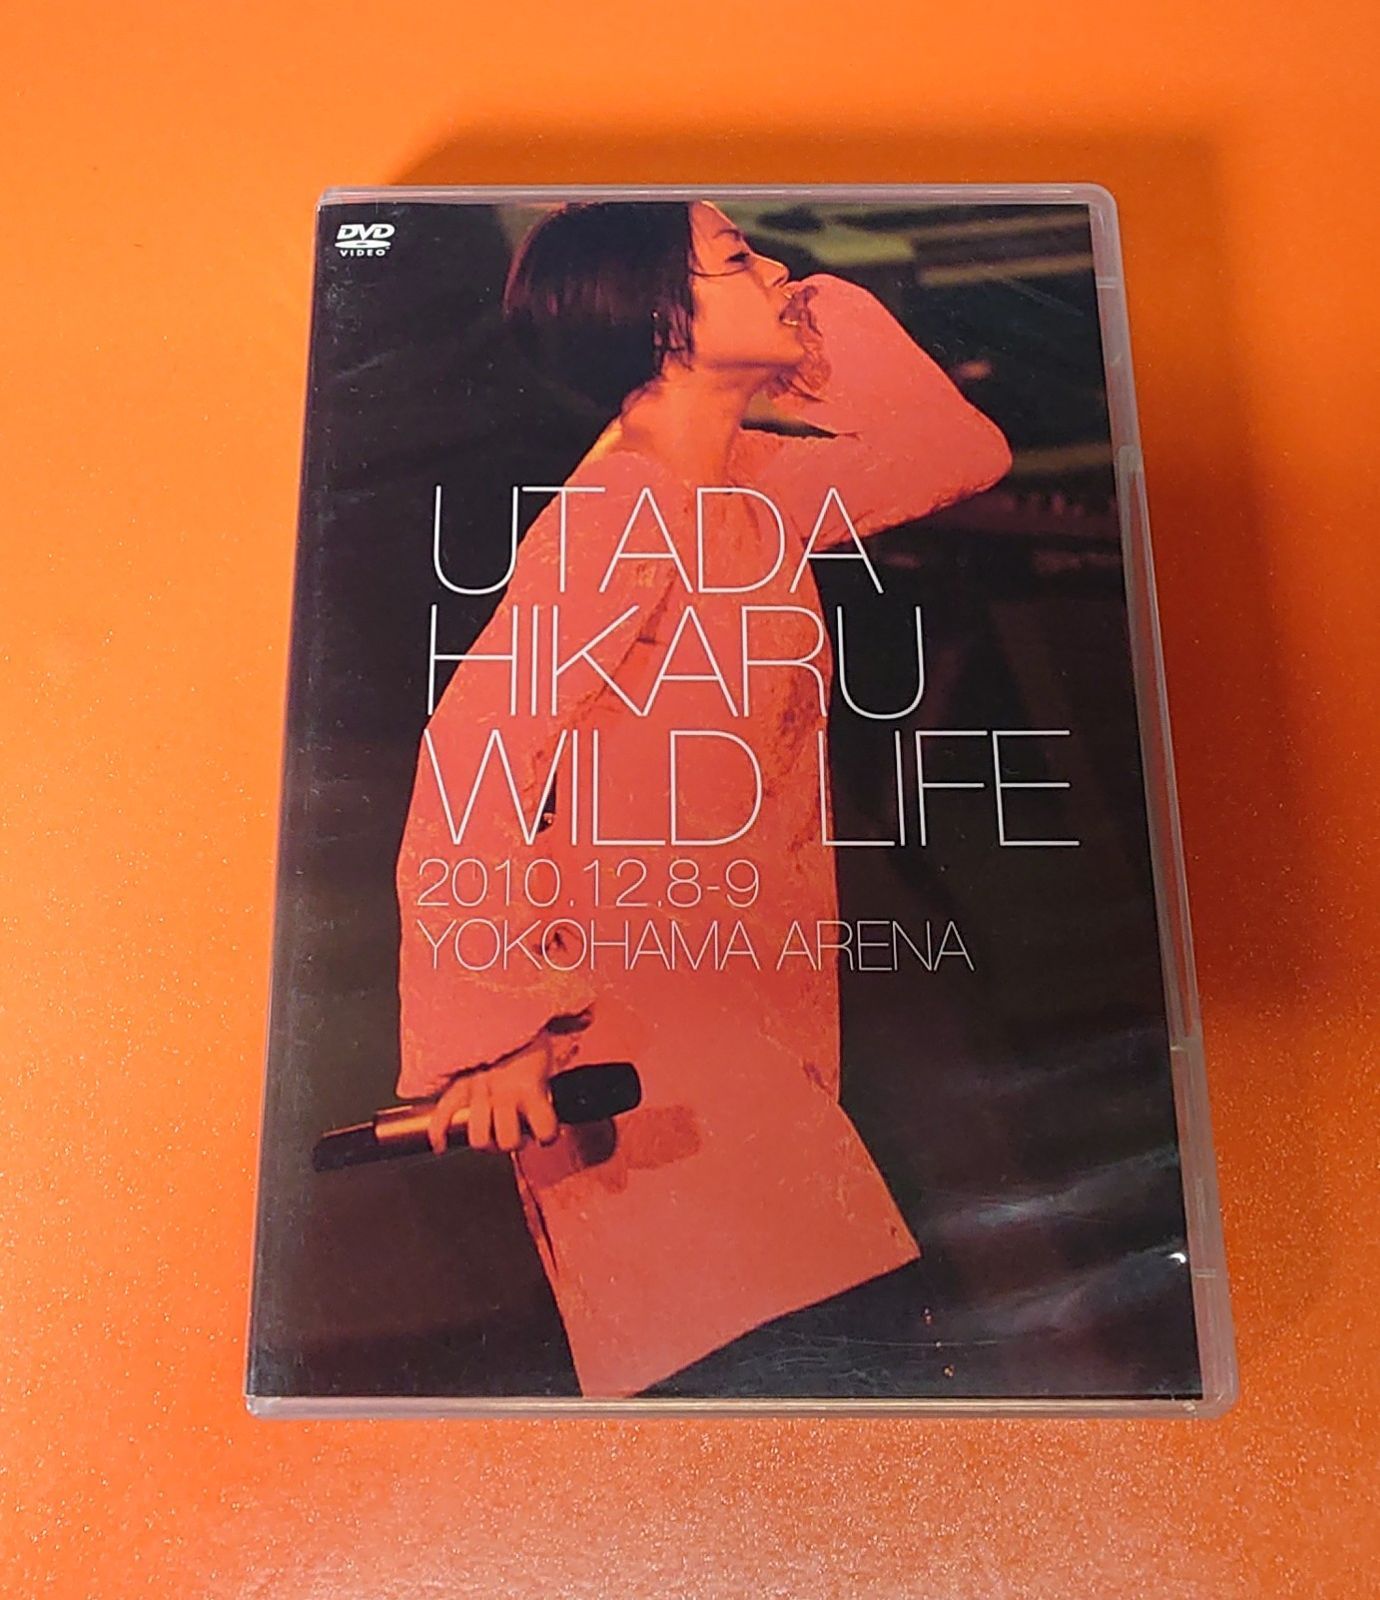 DVD
VIDEO
UTADA
HIKARU
WILD LIFE
2010.12.8-9
YOKOHAMA ARENA